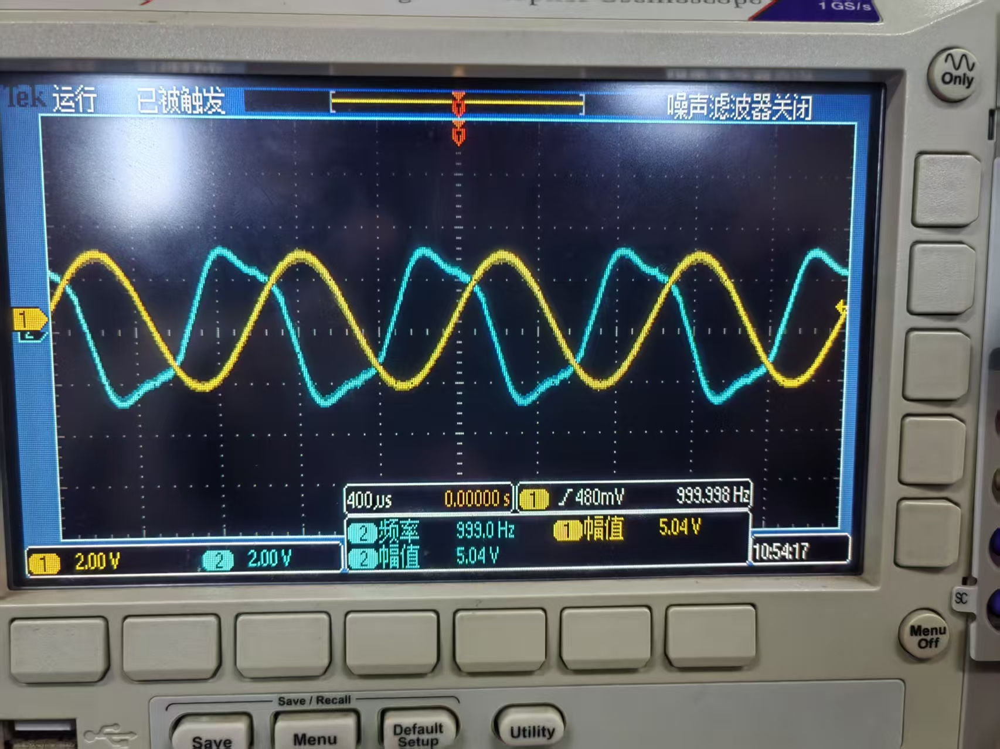 1 GS/s
Only
Tek 运行 已被触发 噪声滤波器关闭
1
2
400µs 0.00000 s
1 480mV 999.998 Hz
2 频率 999.0 Hz 1 幅值 5.04 V
2 幅值 5.04 V
1 2.00 V 2 2.00 V
10:54:17
SC
Menu
Off
Save / Recall
Save
Menu
Default
Setup
Utility